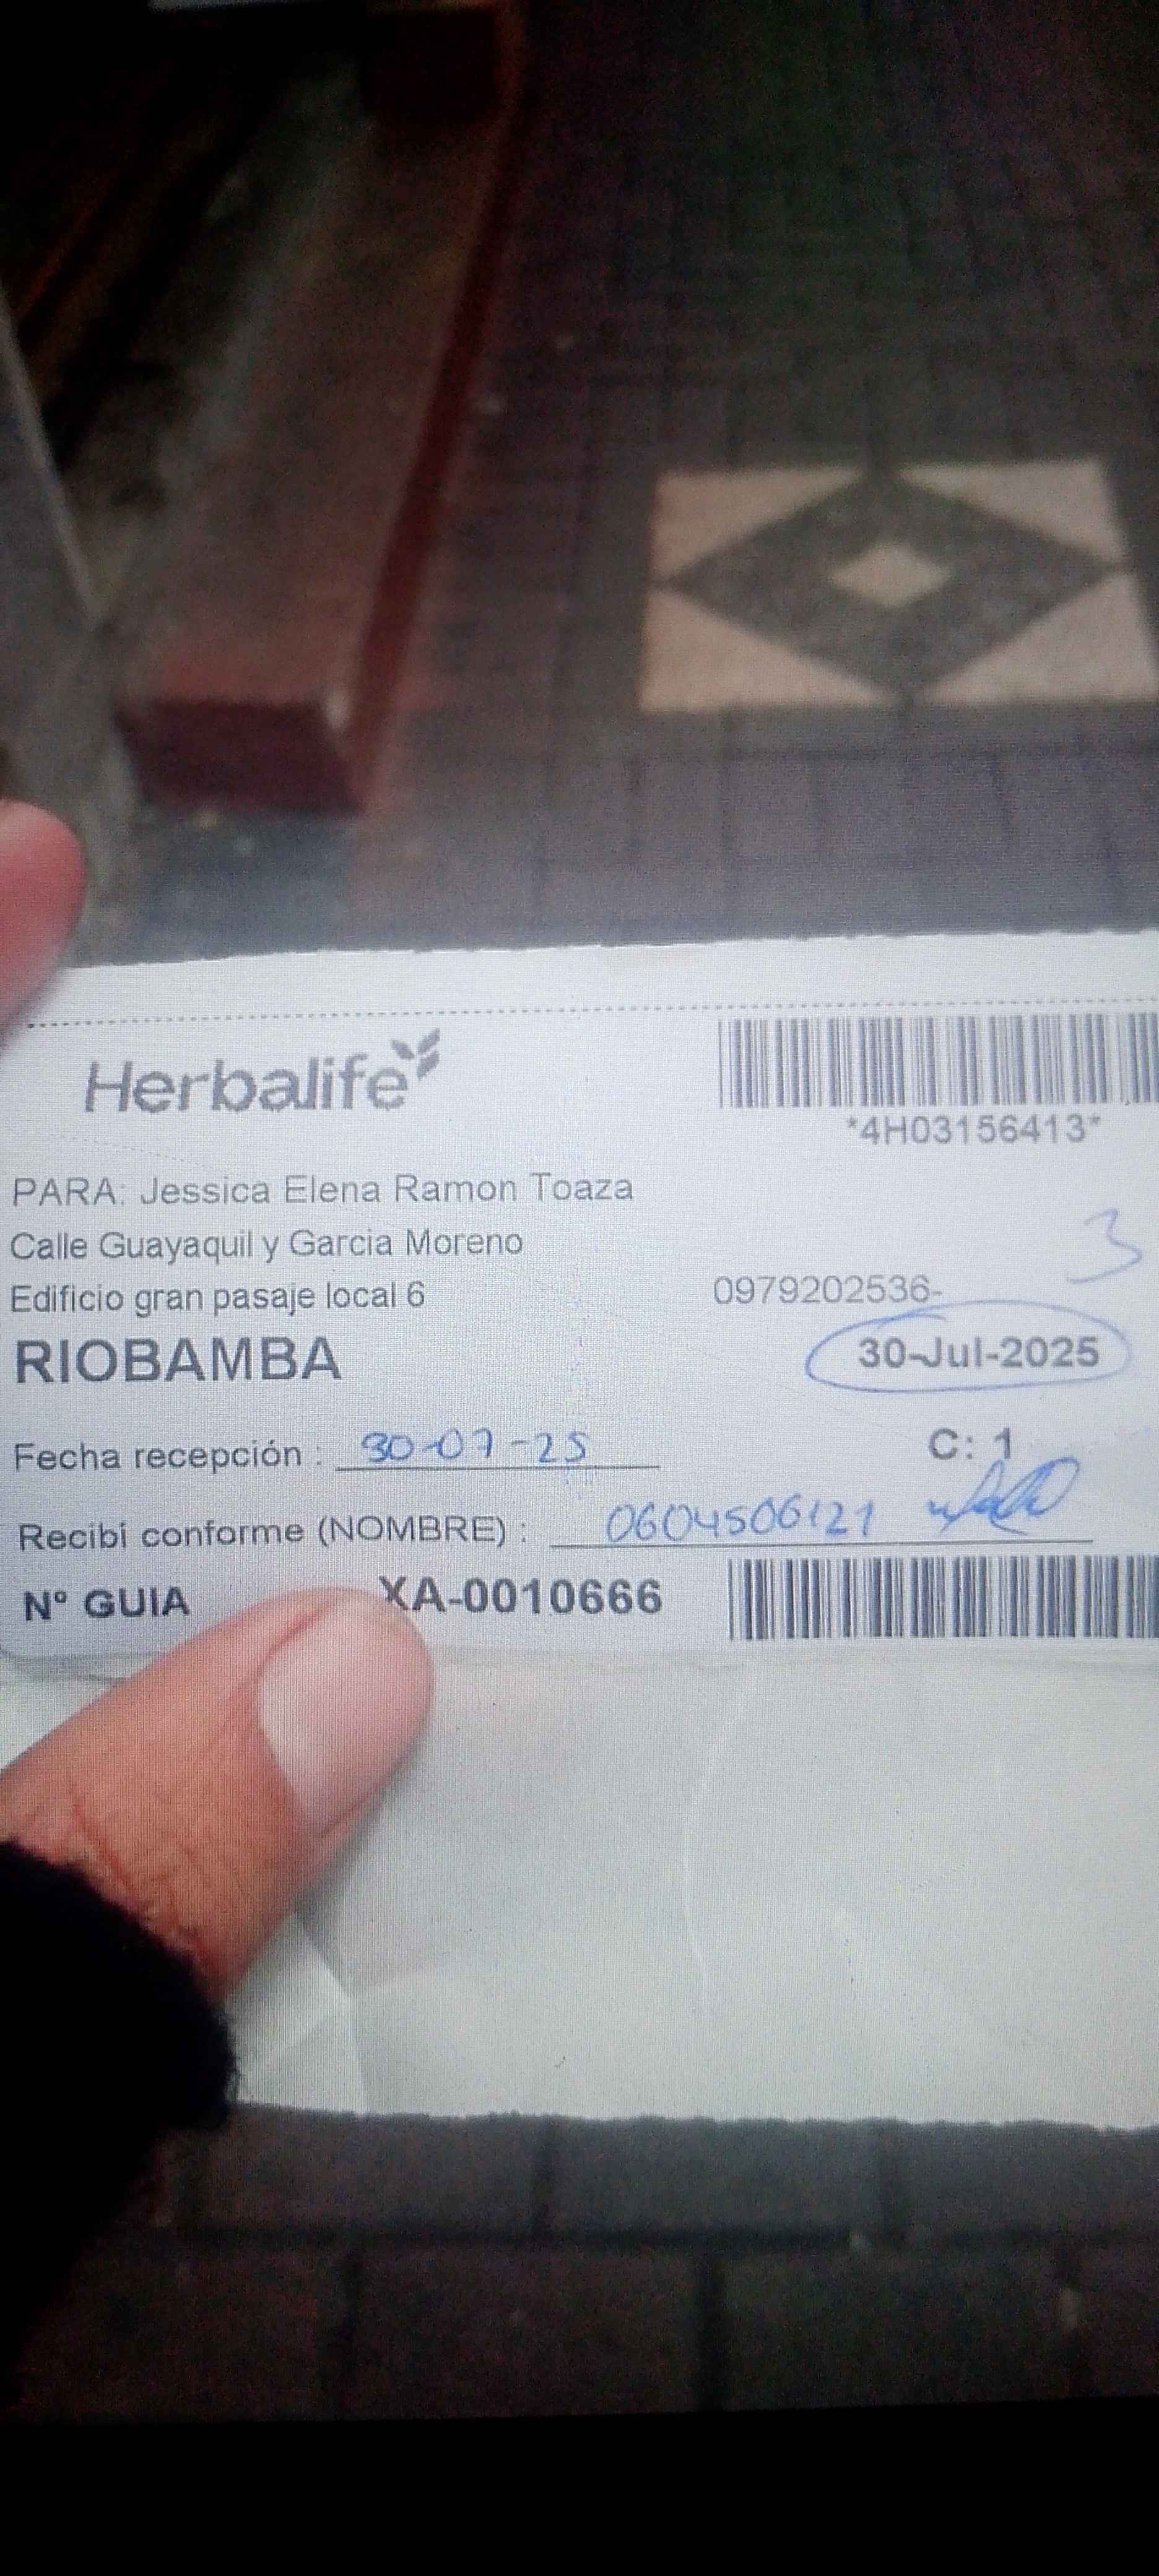 Herbalife
*4H03156413*
PARA: Jessica Elena Ramon Toaza
3
Calle Guayaquil y Garcia Moreno
Edificio gran pasaje local 6 0979202536-
RIOBAMBA 30-Jul-2025
Fecha recepción : 30-07-25 C: 1
Recibi conforme (NOMBRE) : 0604506121
Nº GUIA XA-0010666